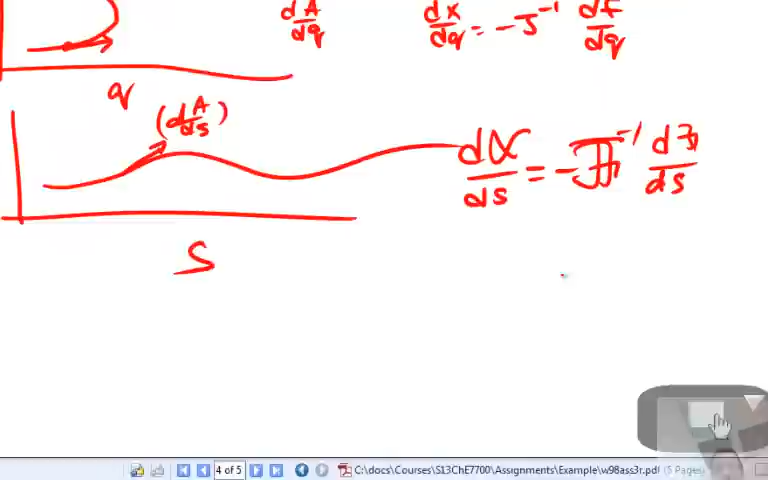 dA/dq dx/dq = -J⁻¹ df/dq
q
(dA/ds)
dX/ds = -J⁻¹ dF/ds
S
4 of 5 C:\docs\Courses\S13ChE7700\Assignments\Example\w98ass3r.pdf (5 Pages)